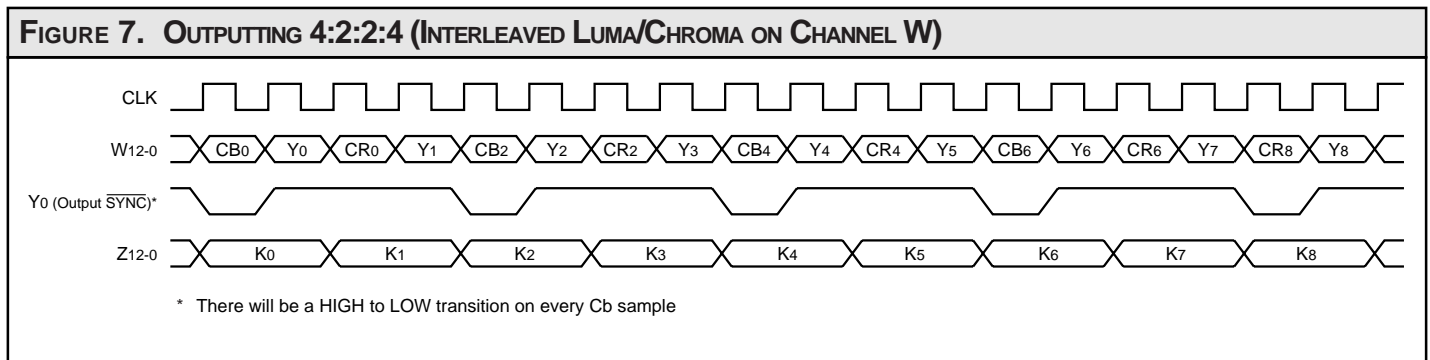 FIGURE 7. OUTPUTTING 4:2:2:4 (INTERLEAVED LUMA/CHROMA ON CHANNEL W)
CLK
W12-0 CB0 Y0 CR0 Y1 CB2 Y2 CR2 Y3 CB4 Y4 CR4 Y5 CB6 Y6 CR6 Y7 CR8 Y8
Y0 (Output SYNC)*
Z12-0 K0 K1 K2 K3 K4 K5 K6 K7 K8
* There will be a HIGH to LOW transition on every Cb sample